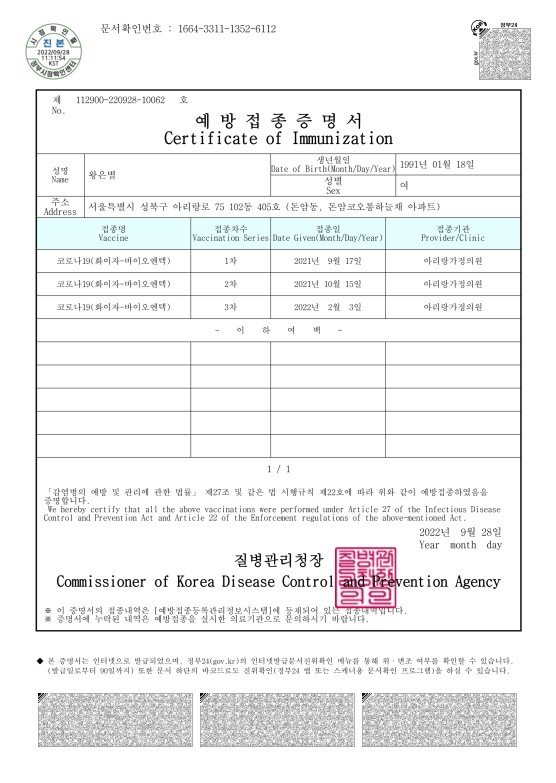 문서확인번호 : 1664-3311-1352-6112
시점확인필
진본
2022/09/28
11:11:54
KST
정부시점확인센터
정부24
gov.kr
제 112900-220928-10062 호
No.
예 방 접 종 증 명 서
Certificate of Immunization
성명
Name
왕은별
생년월일
Date of Birth(Month/Day/Year)
1991년 01월 18일
성별
Sex
여
주소
Address
서울특별시 성북구 아리랑로 75 102동 405호 (돈암동, 돈암코오롱하늘채 아파트)
접종명 접종차수 접종일 접종기관
Vaccine Vaccination Series Date Given(Month/Day/Year) Provider/Clinic
코로나19(화이자-바이오엔텍) 1차 2021년 9월 17일 아리랑가정의원
코로나19(화이자-바이오엔텍) 2차 2021년 10월 15일 아리랑가정의원
코로나19(화이자-바이오엔텍) 3차 2022년 2월 3일 아리랑가정의원
- 이 하 여 백 -
1 / 1
「감염병의 예방 및 관리에 관한 법률」 제27조 및 같은 법 시행규칙 제22호에 따라 위와 같이 예방접종하였음을
증명합니다.
We hereby certify that all the above vaccinations were performed under Article 27 of the Infectious Disease
Control and Prevention Act and Article 22 of the Enforcement regulations of the above-mentioned Act.
2022년 9월 28일
Year month day
질병관리청장
Commissioner of Korea Disease Control and Prevention Agency
※ 이 증명서의 접종내역은 [예방접종등록관리정보시스템]에 등재되어 있는 접종내역입니다.
※ 증명서에 누락된 내역은 예방접종을 실시한 의료기관으로 문의하시기 바랍니다.
◆ 본 증명서는 인터넷으로 발급되었으며, 정부24(gov.kr)의 인터넷발급문서진위확인 메뉴를 통해 위·변조 여부를 확인할 수 있습니다.
(발급일로부터 90일까지) 또한 문서 하단의 바코드로도 진위확인(정부24 앱 또는 스캐너용 문서확인 프로그램)을 하실 수 있습니다.